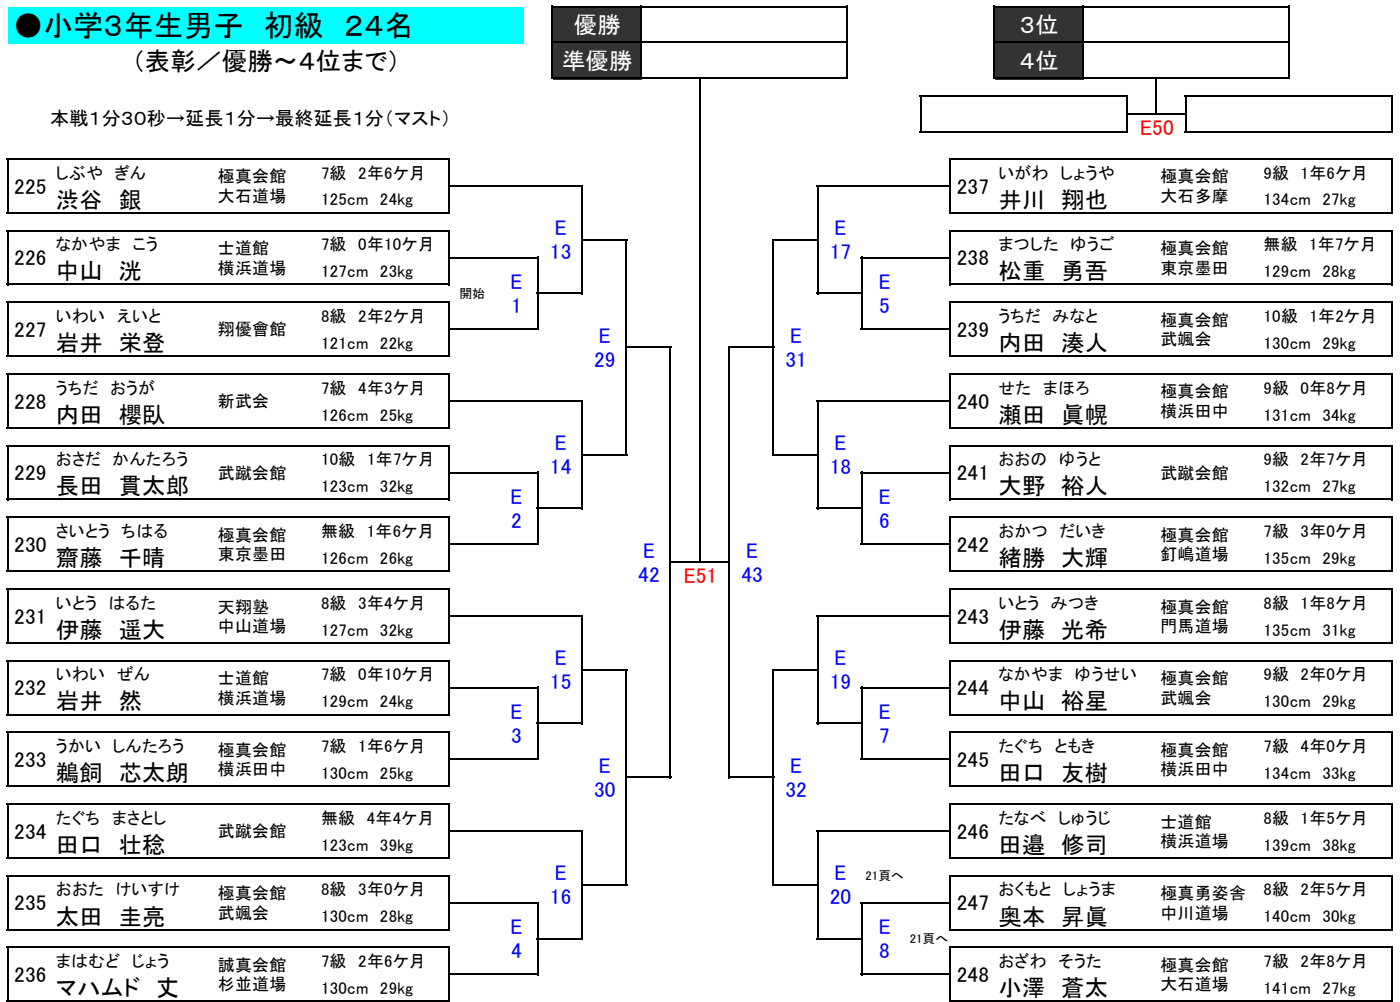 ●小学3年生男子　初級　24名
（表彰／優勝～4位まで）
本戦1分30秒→延長1分→最終延長1分（マスト）
優勝
準優勝
3位
4位
E50
225 しぶや ぎん 極真会館 7級 2年6ケ月
渋谷 銀 大石道場 125cm 24kg
226 なかやま こう 士道館 7級 0年10ケ月
中山 洸 横浜道場 127cm 23kg
227 いわい えいと 翔優會館 8級 2年2ケ月
岩井 栄登 121cm 22kg
228 うちだ おうが 新武会 7級 4年3ケ月
内田 櫻臥 126cm 25kg
229 おさだ かんたろう 武蹴会館 10級 1年7ケ月
長田 貫太郎 123cm 32kg
230 さいとう ちはる 極真会館 無級 1年6ケ月
齋藤 千晴 東京墨田 126cm 26kg
231 いとう はるた 天翔塾 8級 3年4ケ月
伊藤 遥大 中山道場 127cm 32kg
232 いわい ぜん 士道館 7級 0年10ケ月
岩井 然 横浜道場 129cm 24kg
233 うかい しんたろう 極真会館 7級 1年6ケ月
鵜飼 芯太朗 横浜田中 130cm 25kg
234 たぐち まさとし 武蹴会館 無級 4年4ケ月
田口 壮稔 123cm 39kg
235 おおた けいすけ 極真会館 8級 3年0ケ月
太田 圭亮 武颯会 130cm 28kg
236 まはむど じょう 誠真会館 7級 2年6ケ月
マハムド 丈 杉並道場 130cm 29kg
開始
E
1
E
2
E
3
E
4
E
13
E
14
E
15
E
16
E
29
E
30
E
42
E51
E
43
E
31
E
32
E
17
E
18
E
19
E
20
E
5
E
6
E
7
E
8
21頁へ
21頁へ
237 いがわ しょうや 極真会館 9級 1年6ケ月
井川 翔也 大石多摩 134cm 27kg
238 まつした ゆうご 極真会館 無級 1年7ケ月
松重 勇吾 東京墨田 129cm 28kg
239 うちだ みなと 極真会館 10級 1年2ケ月
内田 湊人 武颯会 130cm 29kg
240 せた まほろ 極真会館 9級 0年8ケ月
瀬田 眞幌 横浜田中 131cm 34kg
241 おおの ゆうと 武蹴会館 9級 2年7ケ月
大野 裕人 132cm 27kg
242 おかつ だいき 極真会館 7級 3年0ケ月
緒勝 大輝 釘嶋道場 135cm 29kg
243 いとう みつき 極真会館 8級 1年8ケ月
伊藤 光希 門馬道場 135cm 31kg
244 なかやま ゆうせい 極真会館 9級 2年0ケ月
中山 裕星 武颯会 130cm 29kg
245 たぐち ともき 極真会館 7級 4年0ケ月
田口 友樹 横浜田中 134cm 33kg
246 たなべ しゅうじ 士道館 8級 1年5ケ月
田邉 修司 横浜道場 139cm 38kg
247 おくもと しょうま 極真勇姿舎 8級 2年5ケ月
奥本 昇眞 中川道場 140cm 30kg
248 おざわ そうた 極真会館 7級 2年8ケ月
小澤 蒼太 大石道場 141cm 27kg